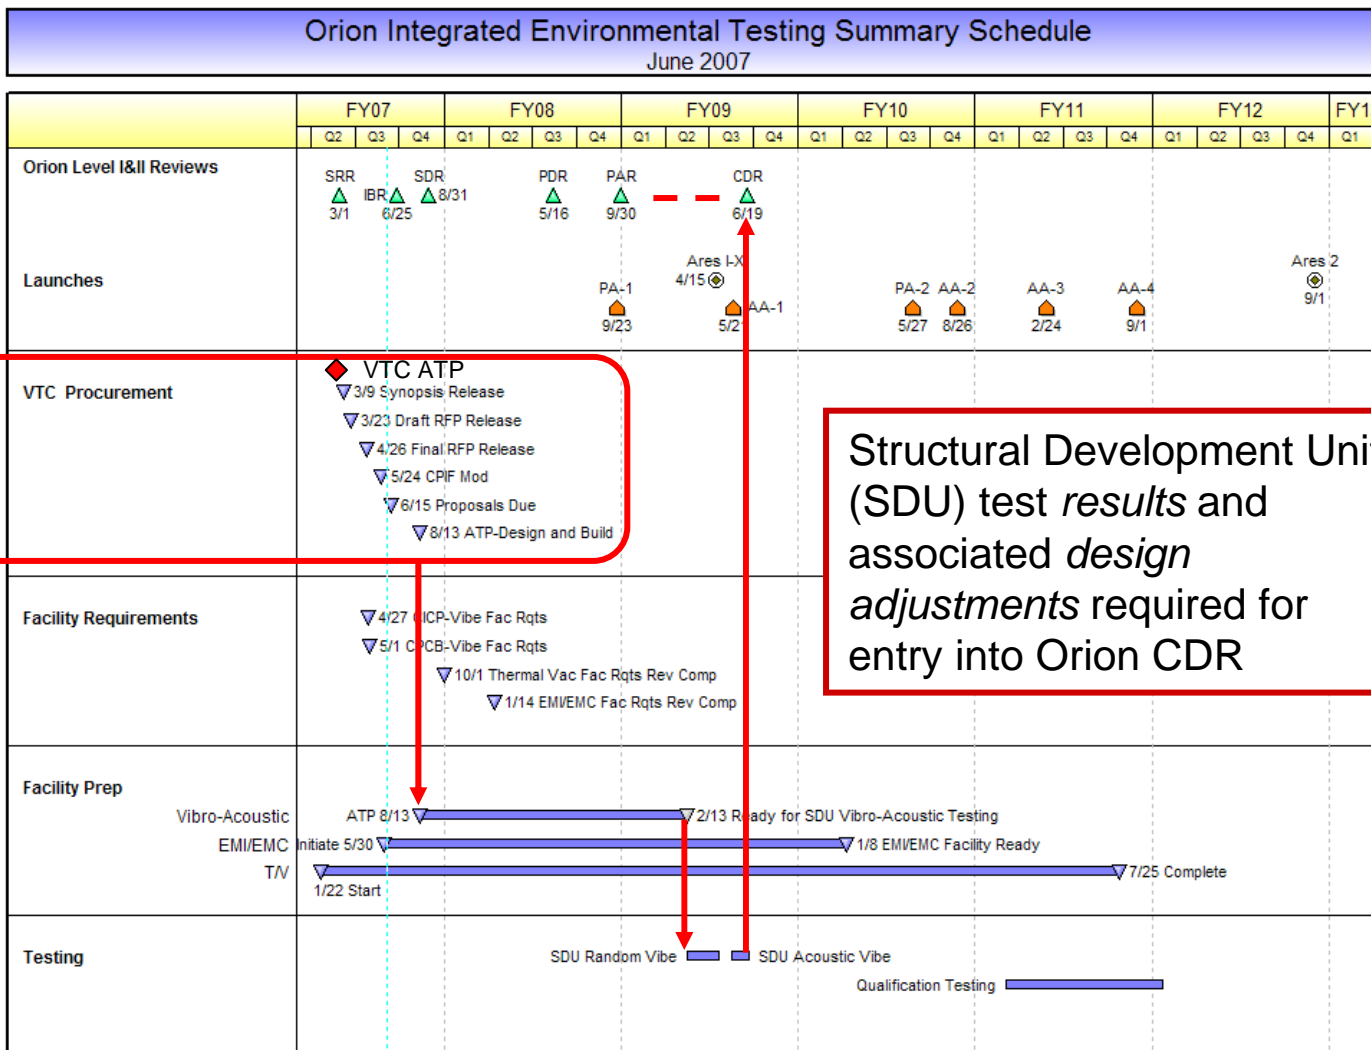 Orion Integrated Environmental Testing Summary Schedule
June 2007
FY07 FY08 FY09 FY10 FY11 FY12 FY1
Q2 Q3 Q4 Q1 Q2 Q3 Q4 Q1 Q2 Q3 Q4 Q1 Q2 Q3 Q4 Q1 Q2 Q3 Q4 Q1 Q2 Q3 Q4 Q1
Orion Level I&II Reviews
SRR SDR PDR PAR CDR
IBR 8/31
3/1 6/25 5/16 9/30 6/19
Launches
Ares I-X Ares 2
4/15
9/1
PA-1 AA-1 PA-2 AA-2 AA-3 AA-4
9/23 5/21 5/27 8/26 2/24 9/1
VTC Procurement
VTC ATP
3/9 Synopsis Release
3/23 Draft RFP Release
4/26 Final RFP Release
5/24 CPIF Mod
6/15 Proposals Due
8/13 ATP-Design and Build
Structural Development Unit
(SDU) test results and
associated design
adjustments required for
entry into Orion CDR
Facility Requirements
4/27 CICP-Vibe Fac Rqts
5/1 CPCB-Vibe Fac Rqts
10/1 Thermal Vac Fac Rqts Rev Comp
1/14 EMI/EMC Fac Rqts Rev Comp
Facility Prep
Vibro-Acoustic ATP 8/13 2/13 Ready for SDU Vibro-Acoustic Testing
EMI/EMC Initiate 5/30 1/8 EMI/EMC Facility Ready
T/V 7/25 Complete
1/22 Start
Testing
SDU Random Vibe SDU Acoustic Vibe
Qualification Testing